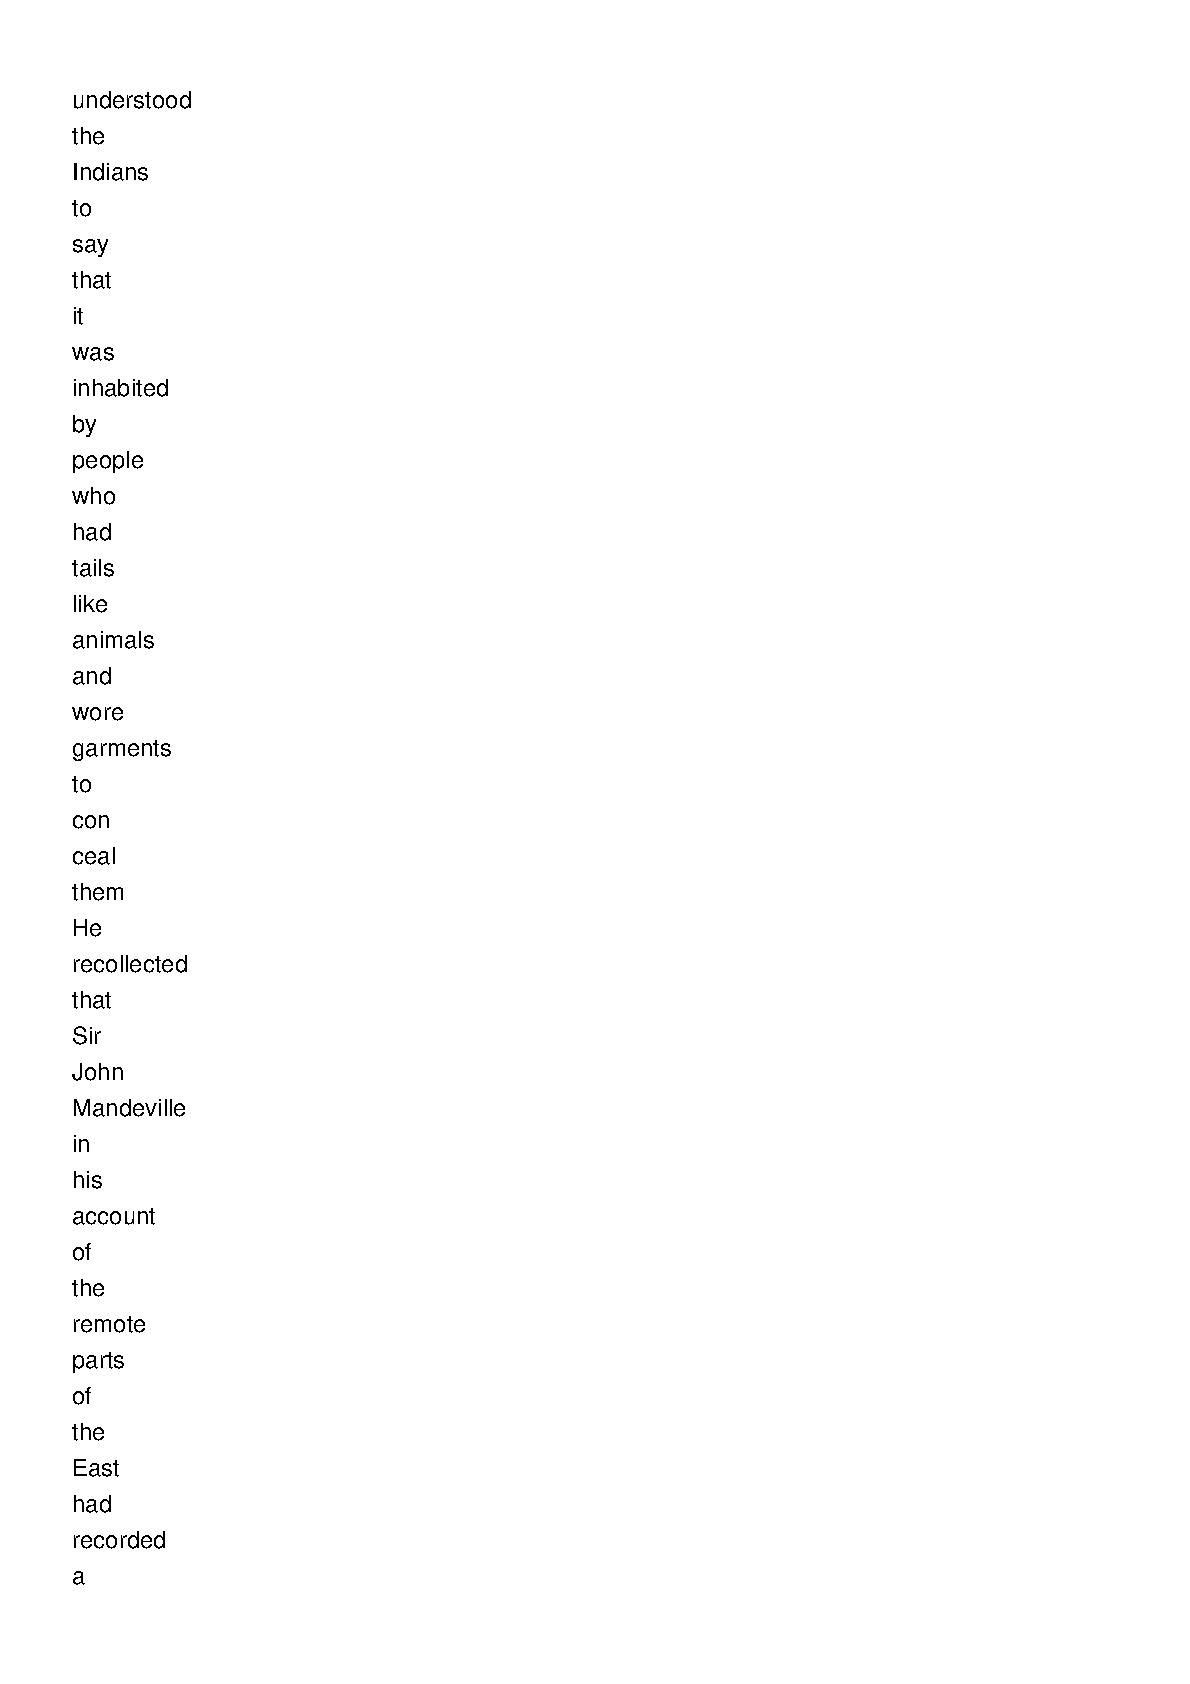 understood
the
Indians
to
say
that
it
was
inhabited
by
people
who
had
tails
like
animals
and
wore
garments
to
con
ceal
them
He
recollected
that
Sir
John
Mandeville
in
his
account
of
the
remote
parts
of
the
East
had
recorded
a